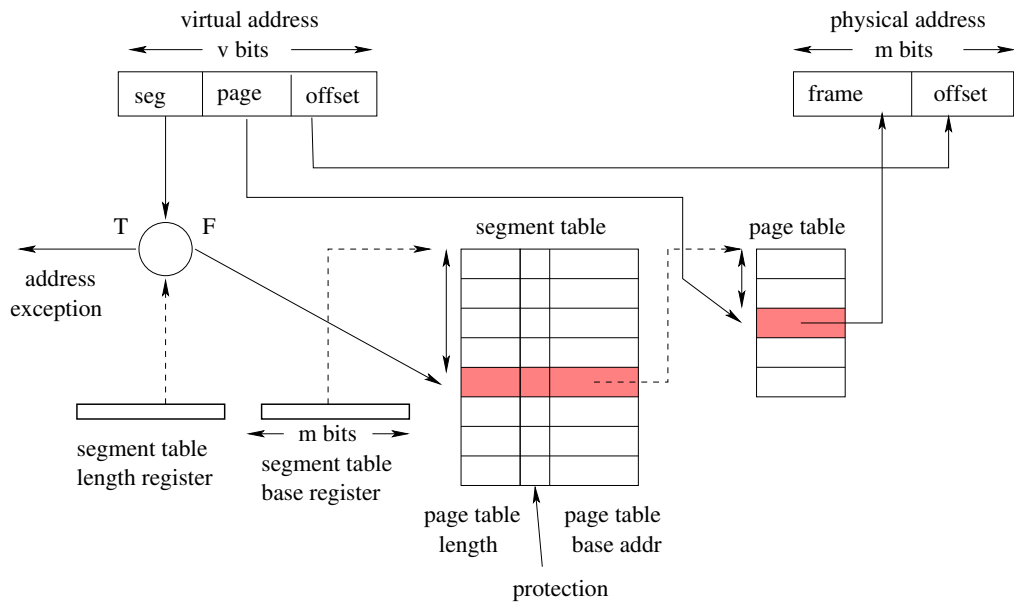 virtual address
v bits
seg
page
offset
physical address
m bits
frame
offset
T
F
address
exception
segment table
length register
m bits
segment table
base register
segment table
page table
length
page table
base addr
protection
page table